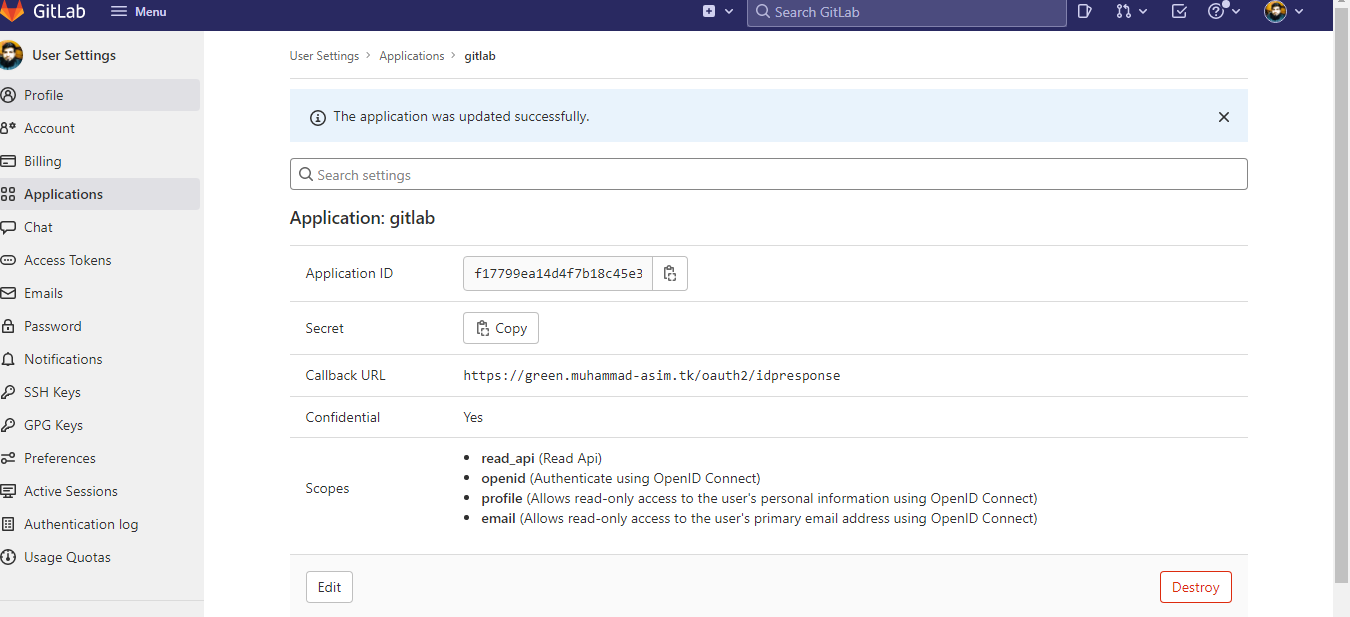 GitLab Menu Search GitLab
User Settings
Profile
Account
Billing
Applications
Chat
Access Tokens
Emails
Password
Notifications
SSH Keys
GPG Keys
Preferences
Active Sessions
Authentication log
Usage Quotas
User Settings > Applications > gitlab
The application was updated successfully.
Search settings
Application: gitlab
Application ID f17799ea14d4f7b18c45e3
Secret Copy
Callback URL https://green.muhammad-asim.tk/oauth2/idpresponse
Confidential Yes
Scopes
• read_api (Read Api)
• openid (Authenticate using OpenID Connect)
• profile (Allows read-only access to the user's personal information using OpenID Connect)
• email (Allows read-only access to the user's primary email address using OpenID Connect)
Edit Destroy